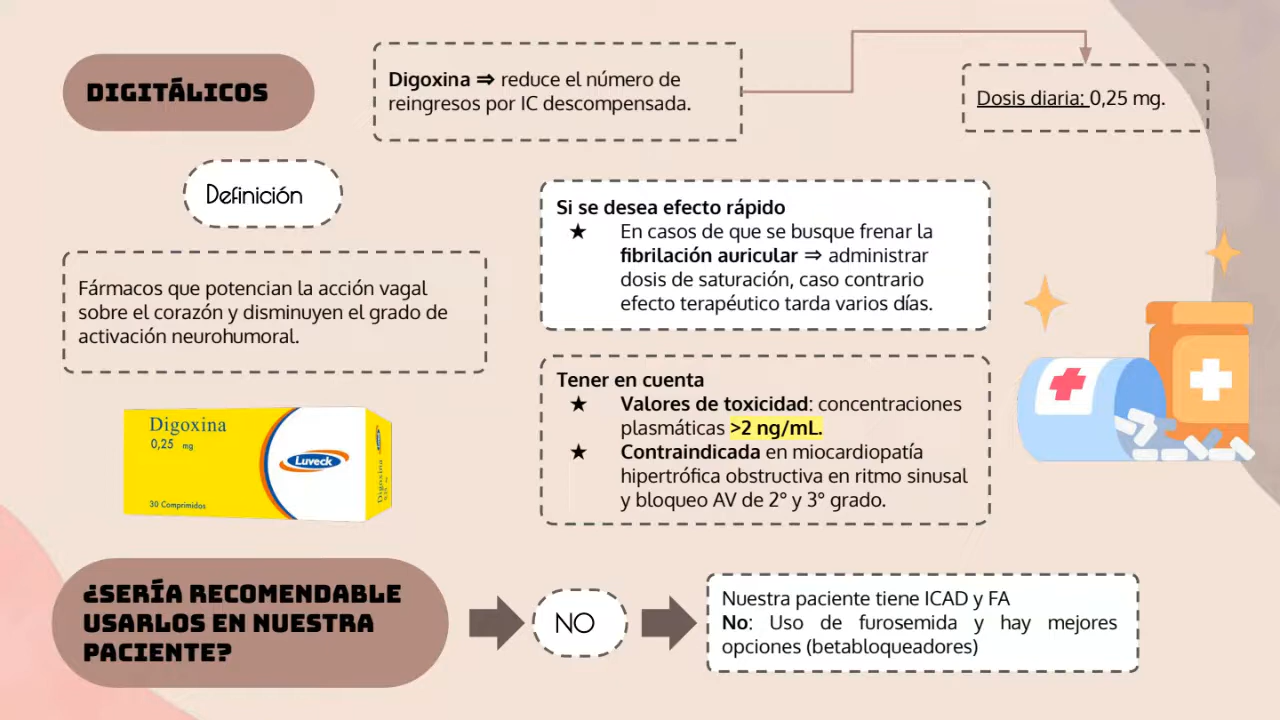 DIGITÁLICOS
Digoxina ⇒ reduce el número de
reingresos por IC descompensada.
Dosis diaria: 0,25 mg.
Definición
Fármacos que potencian la acción vagal
sobre el corazón y disminuyen el grado de
activación neurohumoral.
Si se desea efecto rápido
★ En casos de que se busque frenar la
fibrilación auricular ⇒ administrar
dosis de saturación, caso contrario
efecto terapéutico tarda varios días.
Tener en cuenta
★ Valores de toxicidad: concentraciones
plasmáticas >2 ng/mL.
★ Contraindicada en miocardiopatía
hipertrófica obstructiva en ritmo sinusal
y bloqueo AV de 2° y 3° grado.
Digoxina
0,25 mg
Luveck
30 Comprimidos
Digoxina
¿SERÍA RECOMENDABLE
USARLOS EN NUESTRA
PACIENTE?
NO
Nuestra paciente tiene ICAD y FA
No: Uso de furosemida y hay mejores
opciones (betabloqueadores)